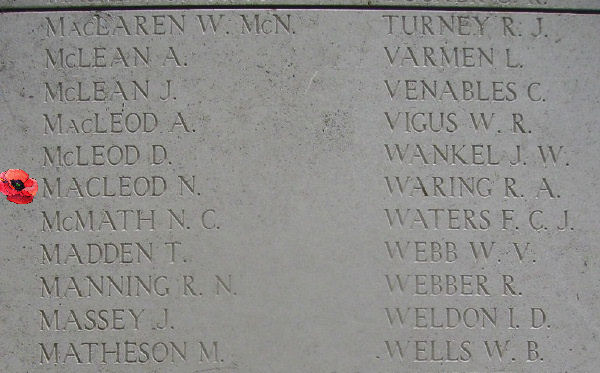 MacLAREN W. McN.
McLEAN A.
McLEAN J.
MacLEOD A.
McLEOD D.
MACLEOD N.
McMATH N. C.
MADDEN T.
MANNING R. N.
MASSEY J.
MATHESON M.
TURNEY R. J.
VARMEN L.
VENABLES C.
VIGUS W. R.
WANKEL J. W.
WARING R. A.
WATERS F. C. J.
WEBB W. V.
WEBBER R.
WELDON I. D.
WELLS W. B.